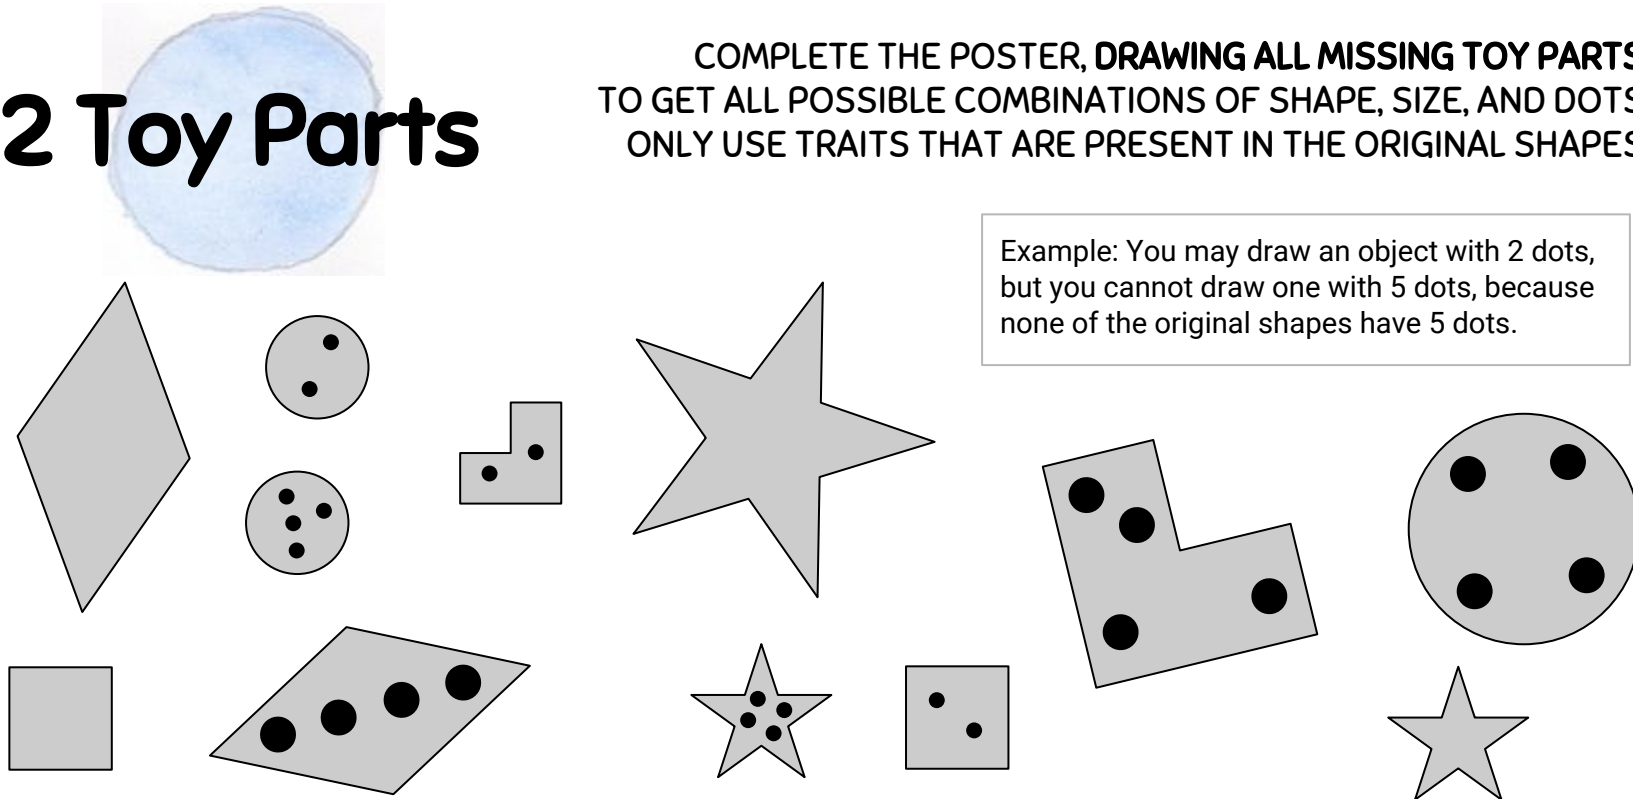 2 Toy Parts
COMPLETE THE POSTER, DRAWING ALL MISSING TOY PARTS
TO GET ALL POSSIBLE COMBINATIONS OF SHAPE, SIZE, AND DOTS
ONLY USE TRAITS THAT ARE PRESENT IN THE ORIGINAL SHAPES
Example: You may draw an object with 2 dots,
but you cannot draw one with 5 dots, because
none of the original shapes have 5 dots.